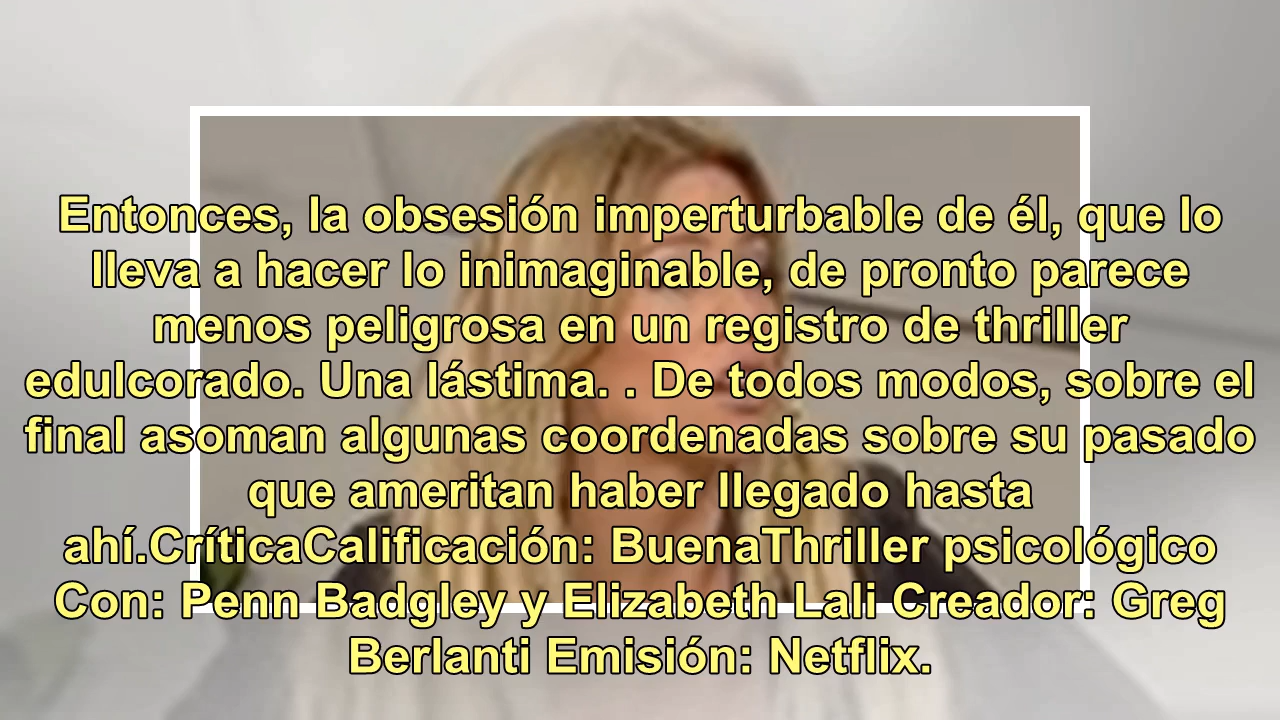 Entonces, la obsesión imperturbable de él, que lo
lleva a hacer lo inimaginable, de pronto parece
menos peligrosa en un registro de thriller
edulcorado. Una lástima. . De todos modos, sobre el
final asoman algunas coordenadas sobre su pasado
que ameritan haber llegado hasta
ahí.CríticaCalificación: BuenaThriller psicológico
Con: Penn Badgley y Elizabeth Lali Creador: Greg
Berlanti Emisión: Netflix.